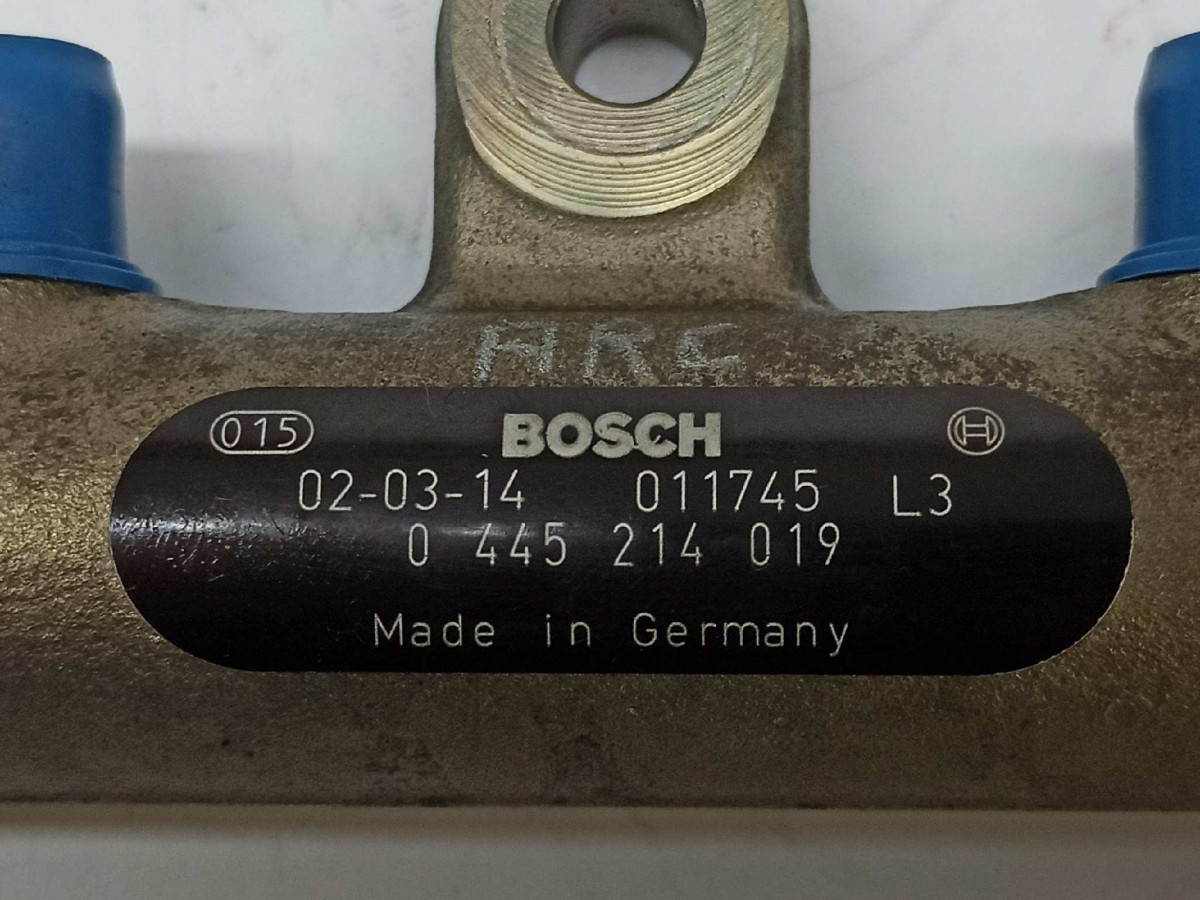 015 BOSCH
02-03-14 011745 L3
0 445 214 019
Made in Germany